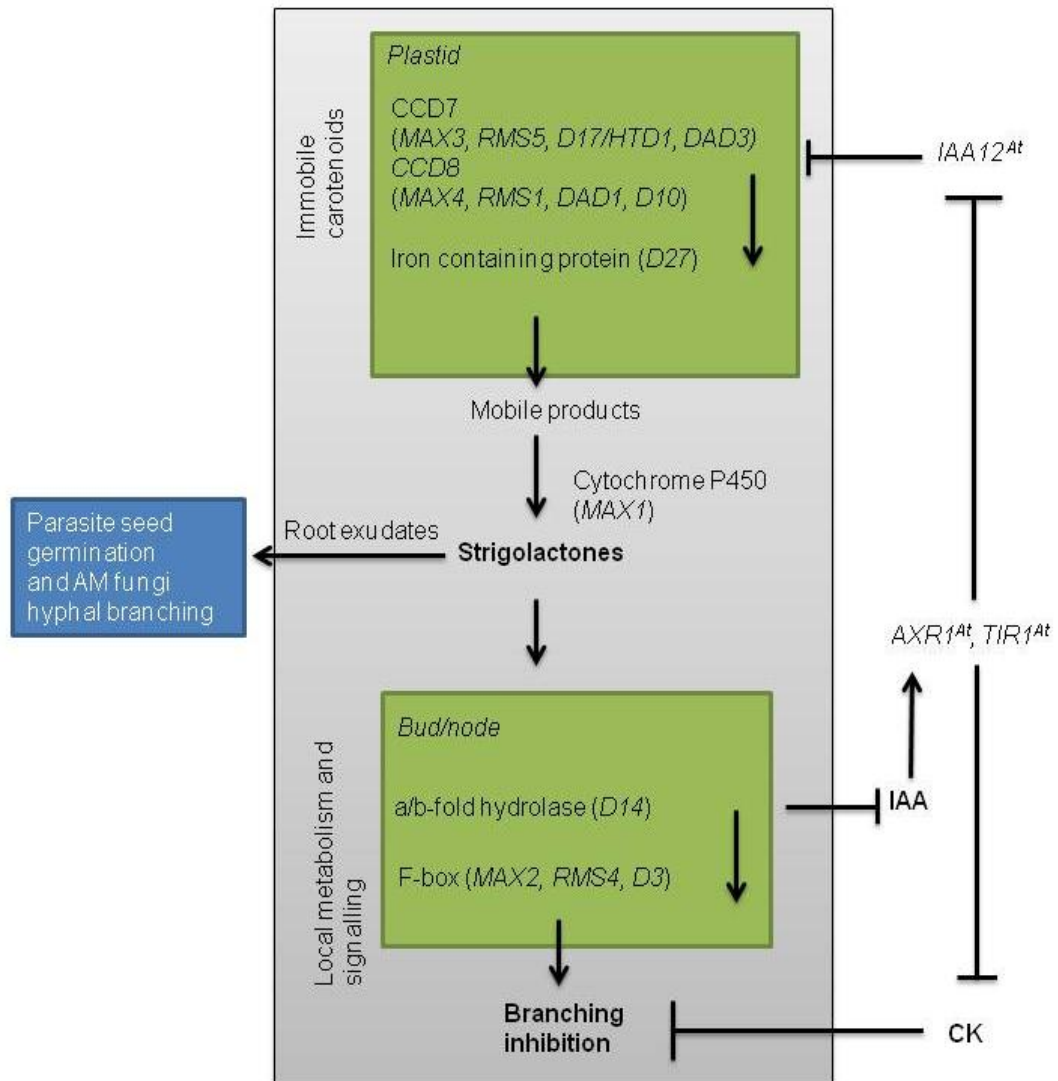 Plastid
CCD7
(MAX3, RMS5, D17/HTD1, DAD3)
CCD8
(MAX4, RMS1, DAD1, D10)
Iron containing protein (D27)
Immobile
carotenoids
IAA12At
Mobile products
Cytochrome P450
(MAX1)
Root exudates
Strigolactones
Parasite seed
germination
and AM fungi
hyphal branching
AXR1At, TIR1At
Bud/node
a/b-fold hydrolase (D14)
F-box (MAX2, RMS4, D3)
Local metabolism and
signalling
IAA
Branching
inhibition
CK